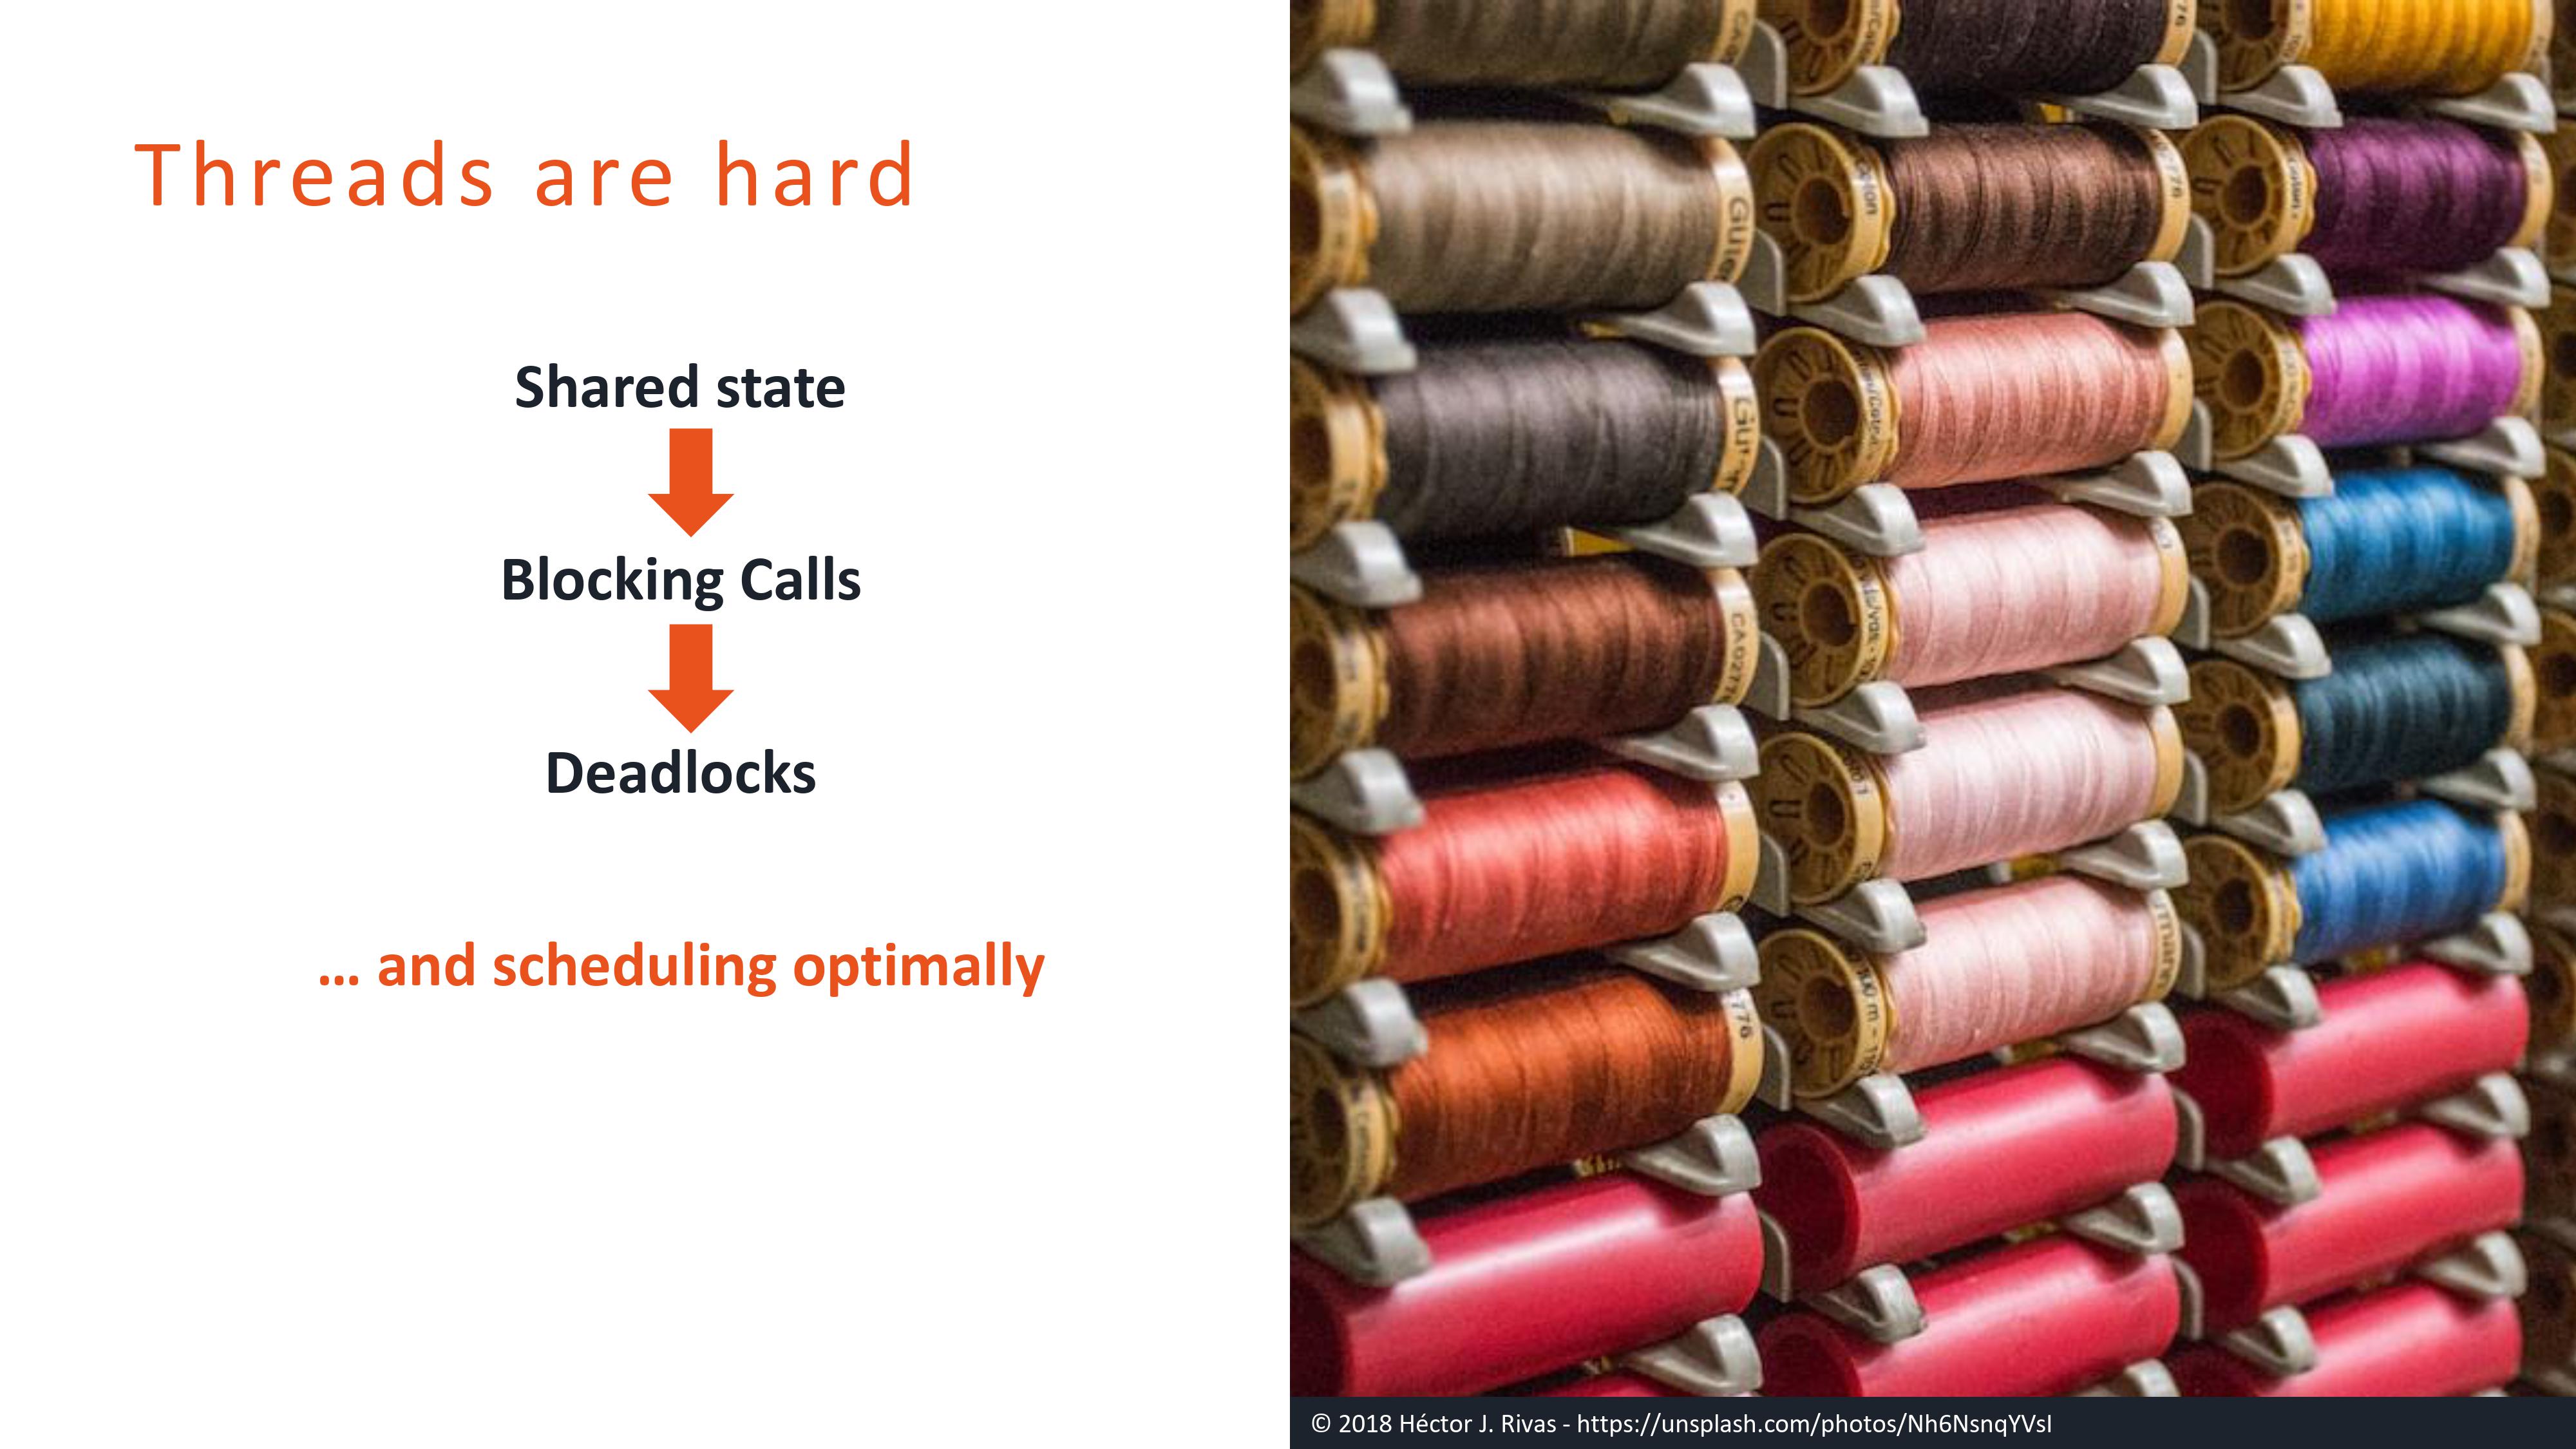 Threads are hard
Shared state
Blocking Calls
Deadlocks
... and scheduling optimally
© 2018 Héctor J. Rivas - https://unsplash.com/photos/Nh6NsnqYVsI